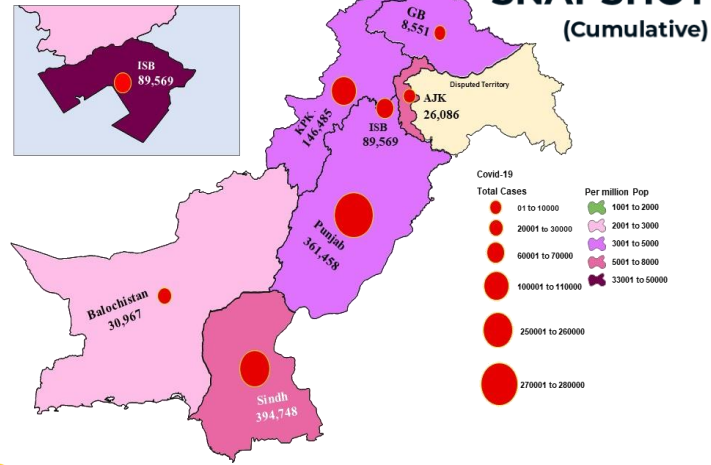 SNAPSHOT
(Cumulative)
ISB
89,569
GB
8,551
Disputed Territory
AJK
26,086
KPK
146,485
ISB
89,569
Punjab
361,458
Balochistan
30,967
Sindh
394,748
Covid-19
Total Cases
01 to 10000
20001 to 30000
60001 to 70000
100001 to 110000
250001 to 260000
270001 to 280000
Per million Pop
1001 to 2000
2001 to 3000
3001 to 5000
5001 to 8000
33001 to 50000